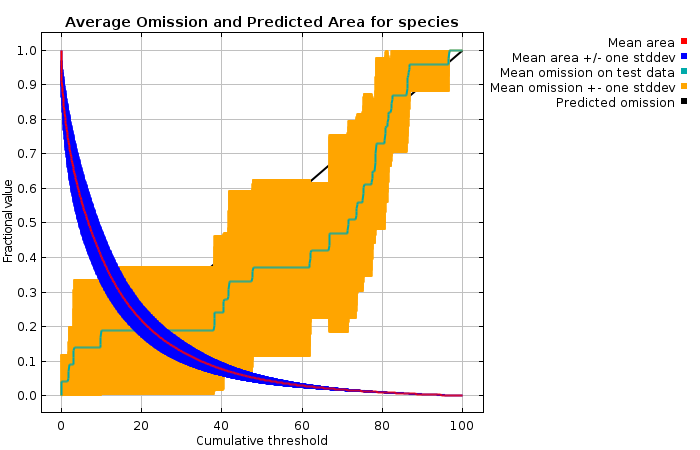 Average Omission and Predicted Area for species
Mean area
Mean area +/- one stddev
Mean omission on test data
Mean omission +- one stddev
Predicted omission
Fractional value
1.0
0.9
0.8
0.7
0.6
0.5
0.4
0.3
0.2
0.1
0.0
0 20 40 60 80 100
Cumulative threshold